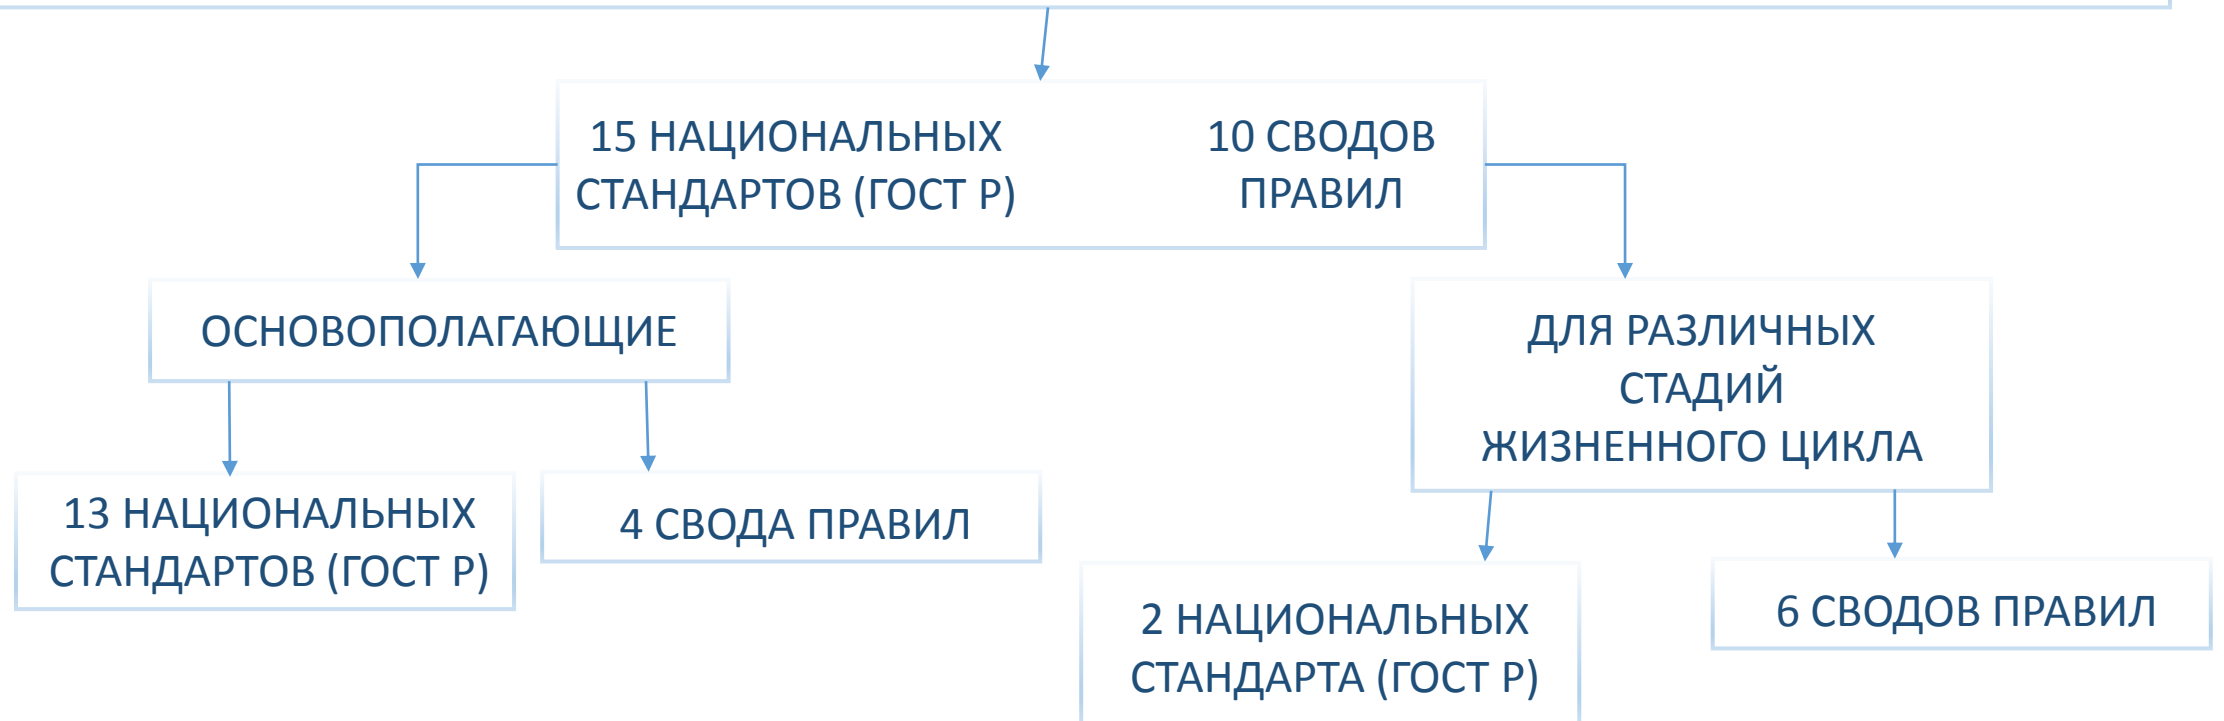 15 НАЦИОНАЛЬНЫХ
СТАНДАРТОВ (ГОСТ Р)
10 СВОДОВ
ПРАВИЛ
ОСНОВОПОЛАГАЮЩИЕ
ДЛЯ РАЗЛИЧНЫХ
СТАДИЙ
ЖИЗНЕННОГО ЦИКЛА
13 НАЦИОНАЛЬНЫХ
СТАНДАРТОВ (ГОСТ Р)
4 СВОДА ПРАВИЛ
2 НАЦИОНАЛЬНЫХ
СТАНДАРТА (ГОСТ Р)
6 СВОДОВ ПРАВИЛ